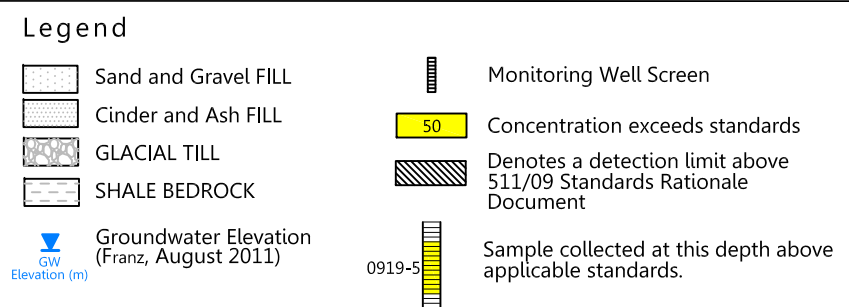 Legend
Sand and Gravel FILL
Cinder and Ash FILL
GLACIAL TILL
SHALE BEDROCK
GW
Elevation (m)
Groundwater Elevation
(Franz, August 2011)
Monitoring Well Screen
50
Concentration exceeds standards
Denotes a detection limit above
511/09 Standards Rationale
Document
0919-5
Sample collected at this depth above
applicable standards.